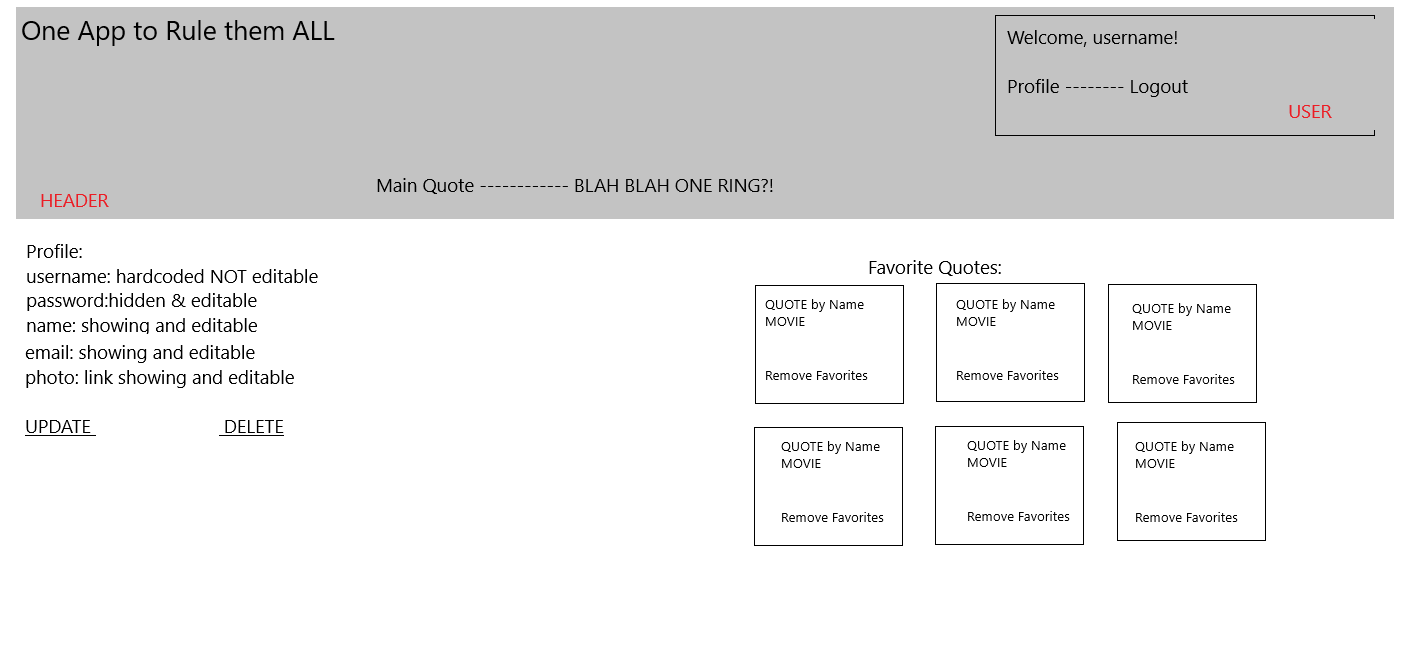 One App to Rule them ALL
Welcome, username!
Profile -------- Logout
USER
Main Quote ------------ BLAH BLAH ONE RING?!
HEADER
Profile:
username: hardcoded NOT editable
password:hidden & editable
name: showing and editable
email: showing and editable
photo: link showing and editable
UPDATE
DELETE
Favorite Quotes:
QUOTE by Name
MOVIE
Remove Favorites
QUOTE by Name
MOVIE
Remove Favorites
QUOTE by Name
MOVIE
Remove Favorites
QUOTE by Name
MOVIE
Remove Favorites
QUOTE by Name
MOVIE
Remove Favorites
QUOTE by Name
MOVIE
Remove Favorites